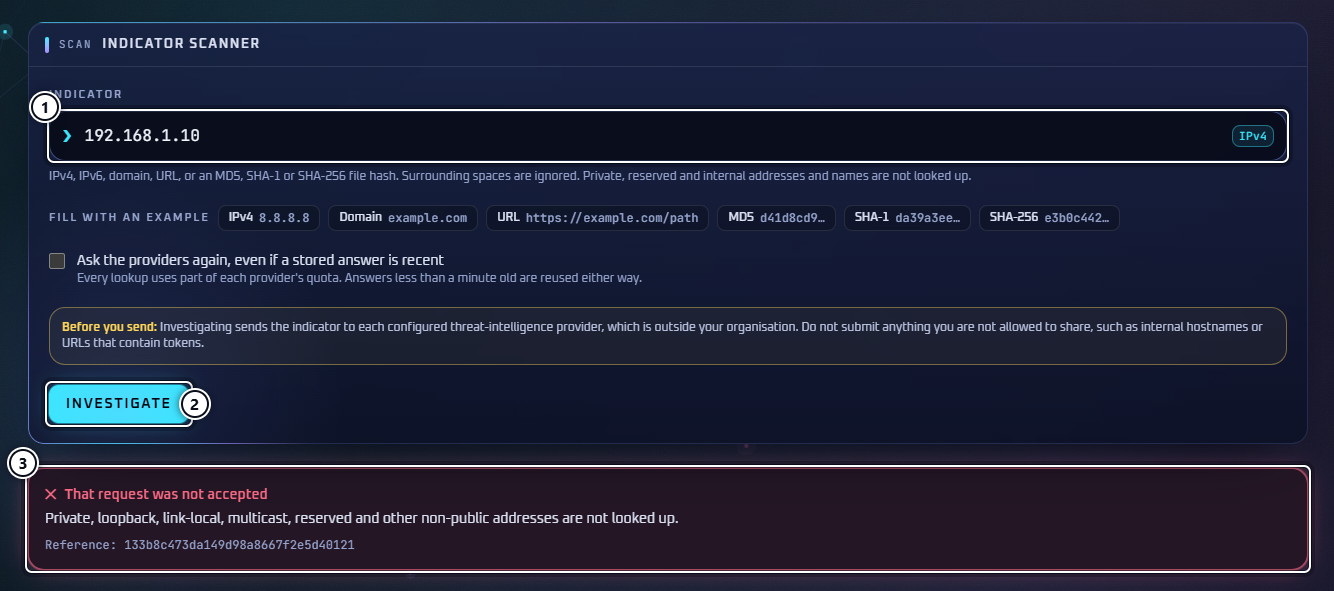 SCAN INDICATOR SCANNER
INDICATOR
1
❯ 192.168.1.10 IPv4
IPv4, IPv6, domain, URL, or an MD5, SHA-1 or SHA-256 file hash. Surrounding spaces are ignored. Private, reserved and internal addresses and names are not looked up.
FILL WITH AN EXAMPLE IPv4 8.8.8.8 Domain example.com URL https://example.com/path MD5 d41d8cd9… SHA-1 da39a3ee… SHA-256 e3b0c442…
Ask the providers again, even if a stored answer is recent
Every lookup uses part of each provider's quota. Answers less than a minute old are reused either way.
Before you send: Investigating sends the indicator to each configured threat-intelligence provider, which is outside your organisation. Do not submit anything you are not allowed to share, such as internal hostnames or
URLs that contain tokens.
INVESTIGATE 2
3
✕ That request was not accepted
Private, loopback, link-local, multicast, reserved and other non-public addresses are not looked up.
Reference: 133b8c473da149d98a8667f2e5d40121